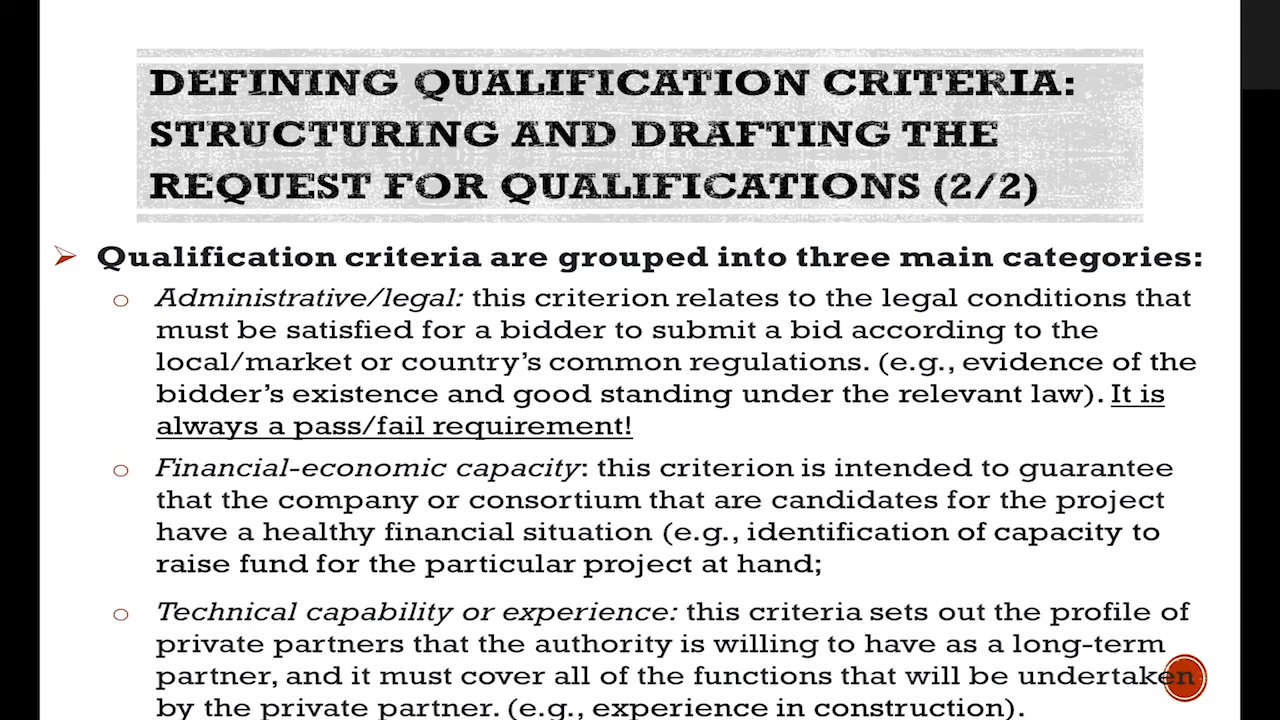 DEFINING QUALIFICATION CRITERIA:
STRUCTURING AND DRAFTING THE
REQUEST FOR QUALIFICATIONS (2/2)
Qualification criteria are grouped into three main categories:
Administrative/legal: this criterion relates to the legal conditions that
must be satisfied for a bidder to submit a bid according to the
local/market or country's common regulations. (e.g., evidence of the
bidder's existence and good standing under the relevant law). It is
always a pass/fail requirement!
Financial-economic capacity: this criterion is intended to guarantee
that the company or consortium that are candidates for the project
have a healthy financial situation (e.g., identification of capacity to
raise fund for the particular project at hand;
Technical capability or experience: this criteria sets out the profile of
private partners that the authority is willing to have as a long-term
partner, and it must cover all of the functions that will be undertaken
by the private partner. (e.g., experience in construction).